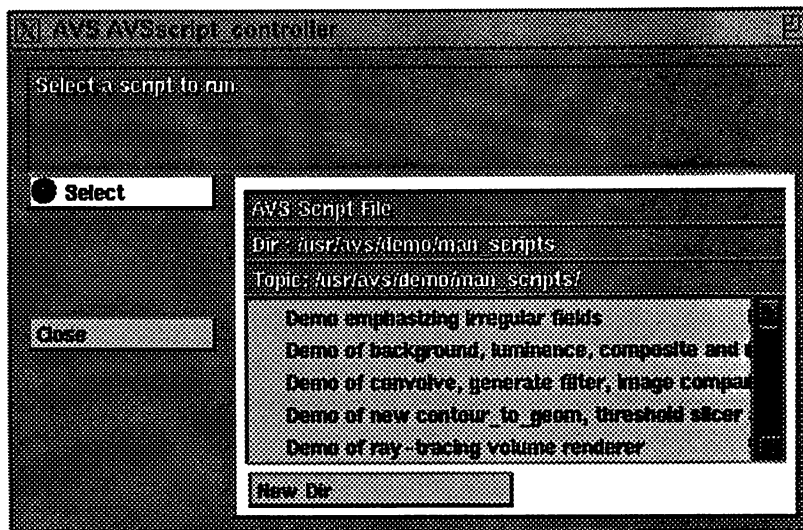 AVS AVSscript controller
Select a script to run.
Select
AVS Script File
Dir : /usr/avs/demo/man_scripts
Topic: /usr/avs/demo/man_scripts/
Demo emphasizing irregular fields
Demo of background, luminence, composite and
Demo of convolve, generate filter, image compar
Demo of new contour_to_geom, threshold slicer
Demo of ray-tracing volume renderer
Close
New Dir